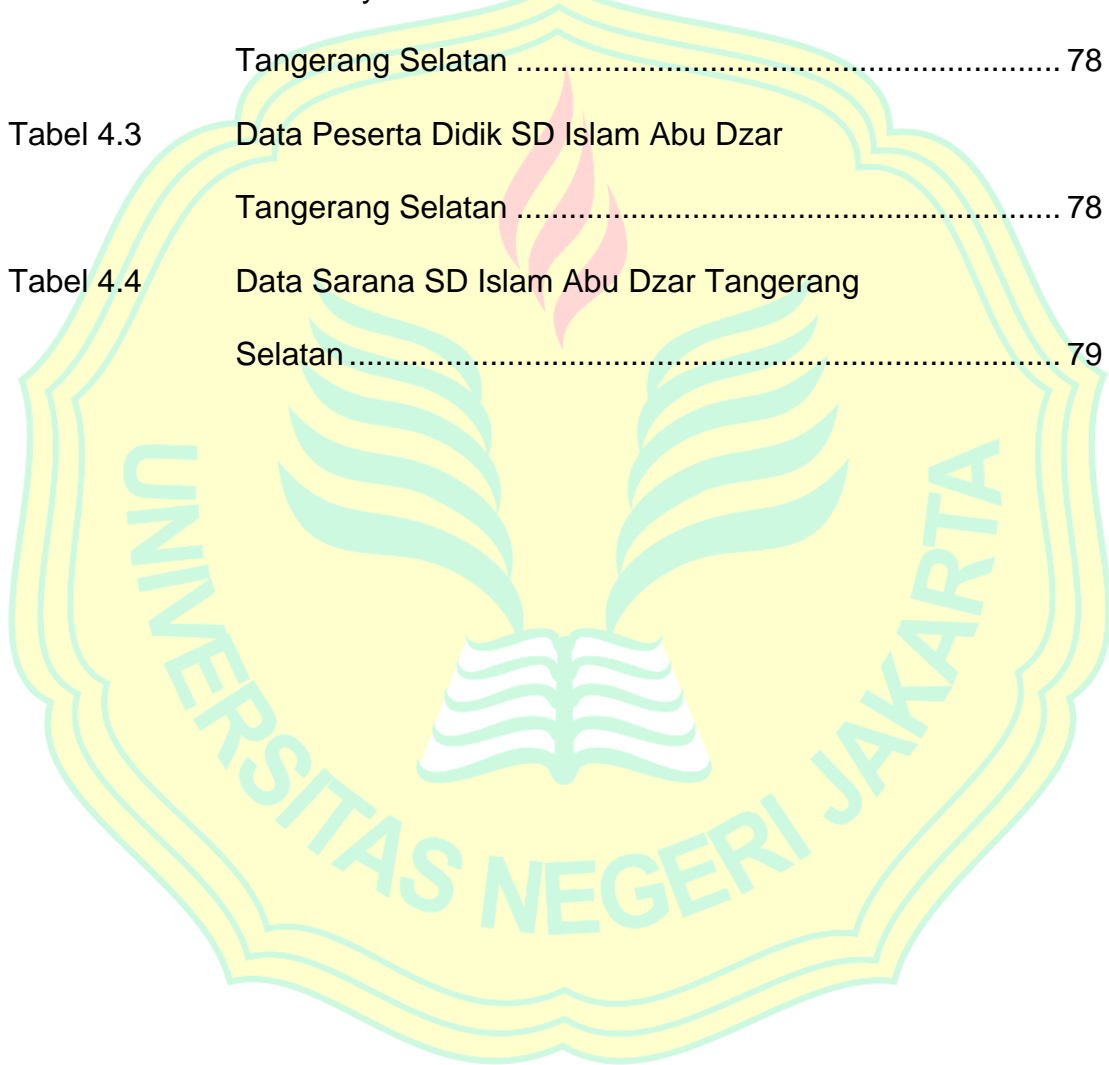 Tangerang Selatan .............................................................. 78
Tabel 4.3 Data Peserta Didik SD Islam Abu Dzar
Tangerang Selatan .............................................................. 78
Tabel 4.4 Data Sarana SD Islam Abu Dzar Tangerang
Selatan ................................................................................. 79
UNIVERSITAS NEGERI JAKARTA